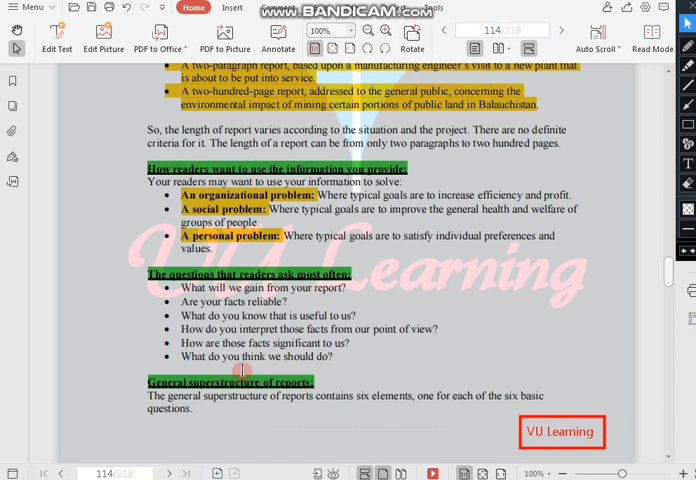 Menu
Home
Insert
Tools
WWW.BANDICAM.COM
100%
114/218
Edit Text
Edit Picture
PDF to Office
PDF to Picture
Annotate
Rotate
Auto Scroll
Read Mode
• A two-paragraph report, based upon a manufacturing engineer's visit to a new plant that
is about to be put into service.
• A two-hundred-page report, addressed to the general public, concerning the
environmental impact of mining certain portions of public land in Balauchistan.
So, the length of report varies according to the situation and the project. There are no definite
criteria for it. The length of a report can be from only two paragraphs to two hundred pages.
How readers want to use the information you provide:
Your readers may want to use your information to solve:
• An organizational problem: Where typical goals are to increase efficiency and profit.
• A social problem: Where typical goals are to improve the general health and welfare of
groups of people.
• A personal problem: Where typical goals are to satisfy individual preferences and
values.
VU Learning
The questions that readers ask most often:
• What will we gain from your report?
• Are your facts reliable?
• What do you know that is useful to us?
• How do you interpret those facts from our point of view?
• How are those facts significant to us?
• What do you think we should do?
General superstructure of reports:
The general superstructure of reports contains six elements, one for each of the six basic
questions.
VU Learning
114/218
100%